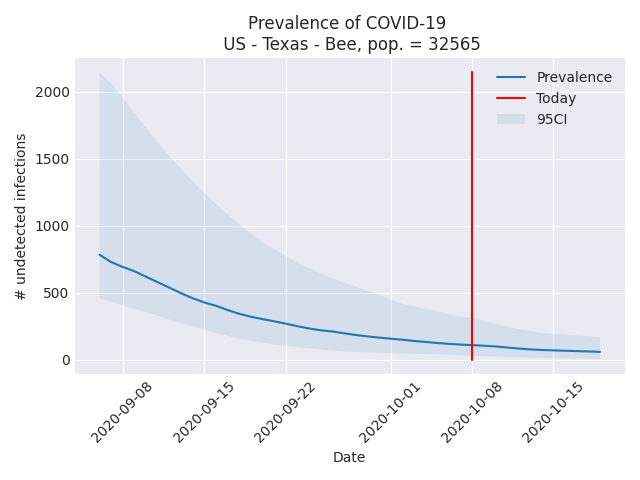 Prevalence of COVID-19
US - Texas - Bee, pop. = 32565
Prevalence
Today
95CI
# undetected infections
2000
1500
1000
500
0
2020-09-08
2020-09-15
2020-09-22
2020-10-01
2020-10-08
2020-10-15
Date